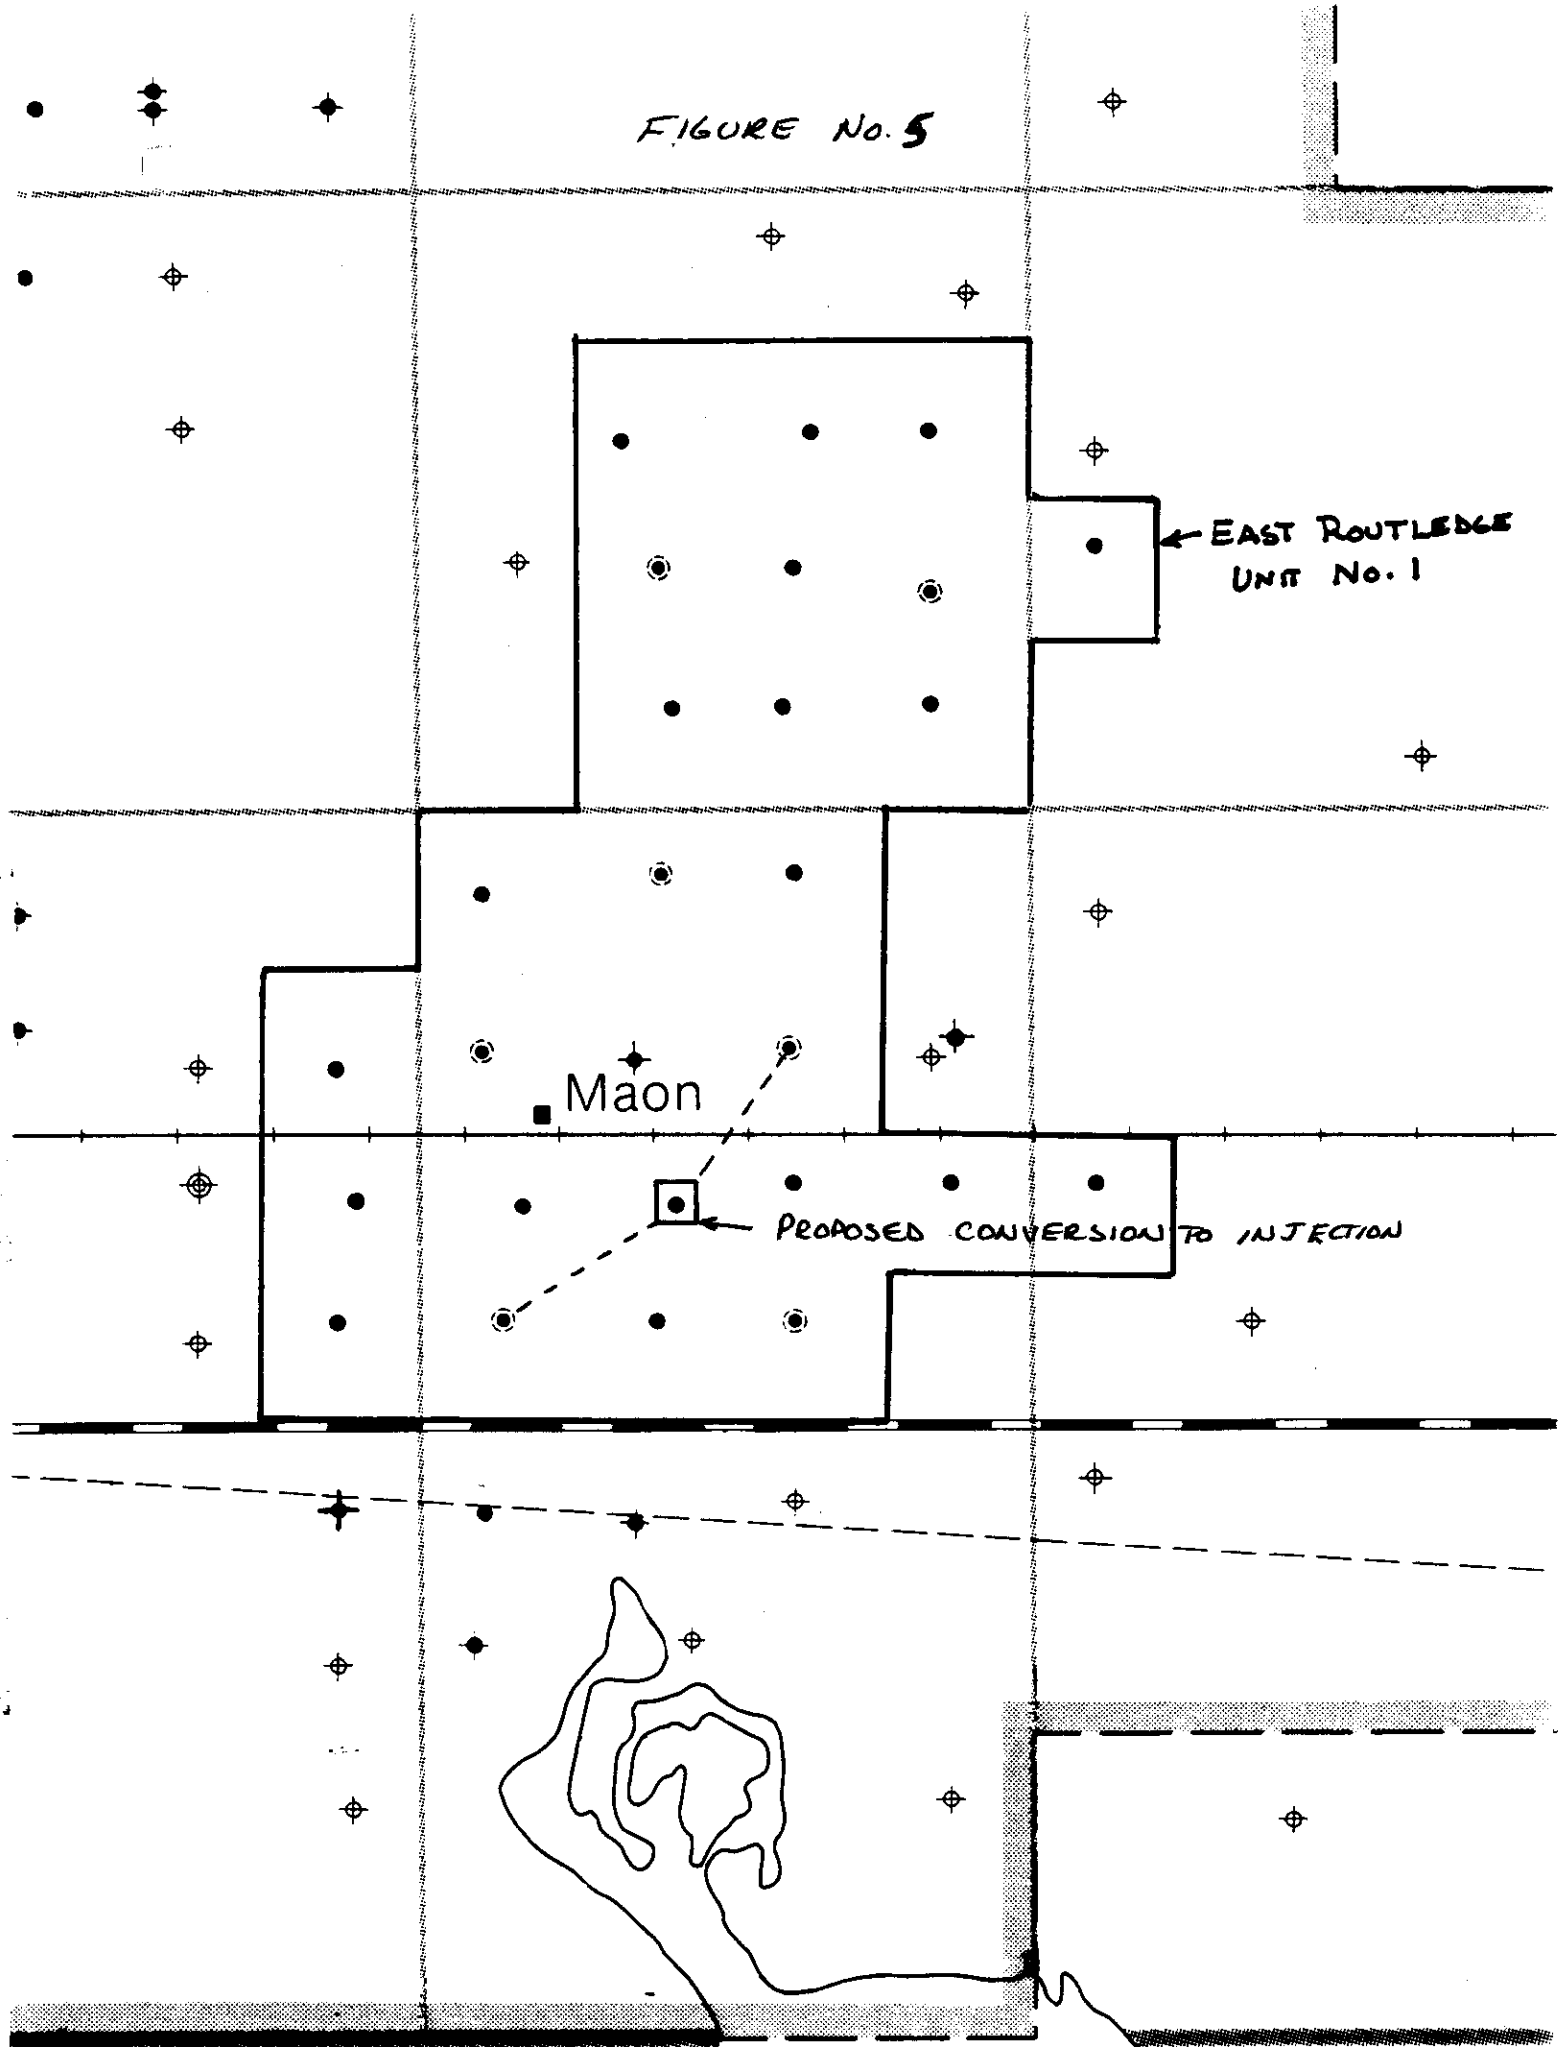 FIGURE No. 5
EAST ROUTLEDGE
UNIT No. 1
Maon
PROPOSED CONVERSION TO INJECTION